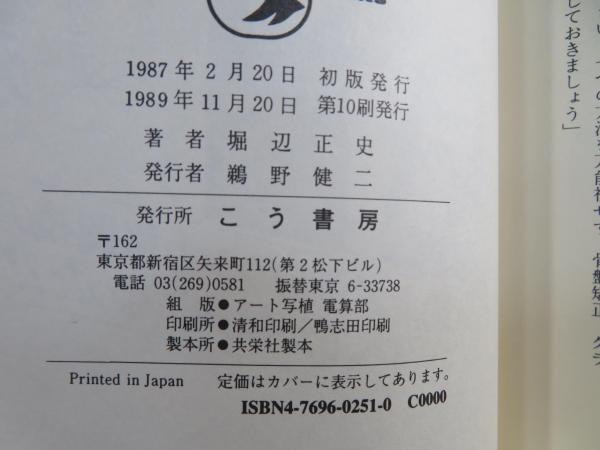 1987年2月20日 初版発行
1989年11月20日 第10刷発行
著者 堀辺正史
発行者 鵜野健二
発行所 こう書房
〒162
東京都新宿区矢来町112(第2松下ビル)
電話 03(269)0581 振替東京 6-33738
組版●アート写植 電算部
印刷所●清和印刷/鴨志田印刷
製本所●共栄社製本
Printed in Japan 定価はカバーに表示してあります。
ISBN4-7696-0251-0 C0000
しておきましょう」
骨盤矯正